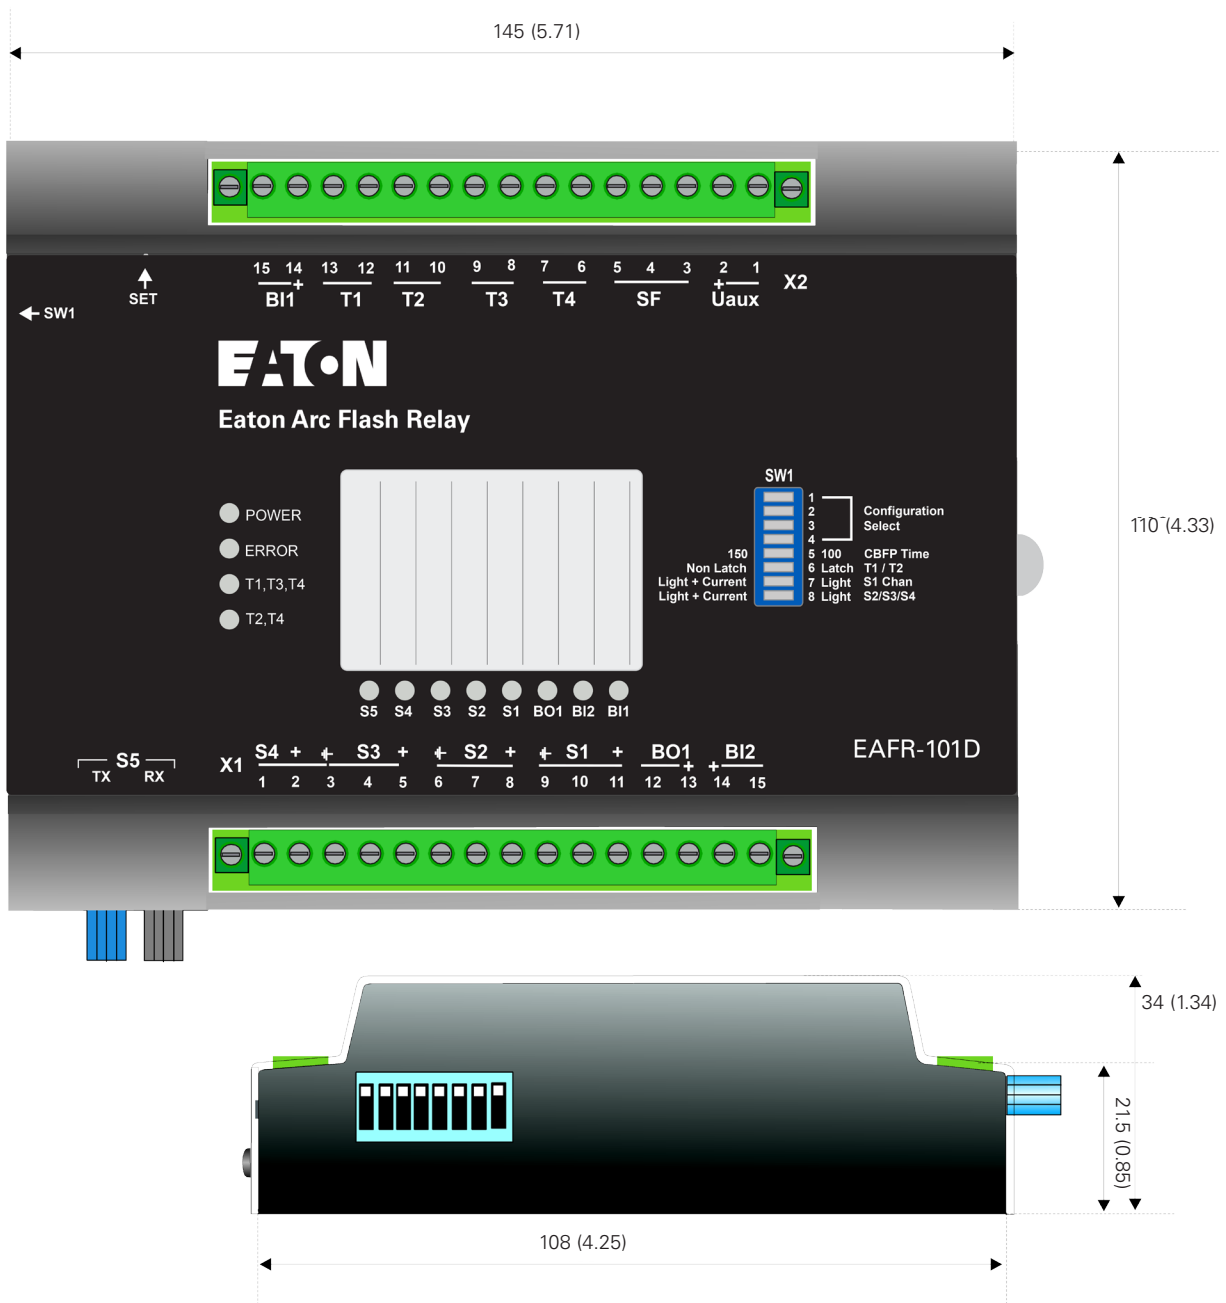 145 (5.71)
15 14 13 12 11 10 9 8 7 6 5 4 3 2 1
+ + X2
BI1 T1 T2 T3 T4 SF Uaux
SET
SW1
EATON
Eaton Arc Flash Relay
SW1
1
2 Configuration
3 Select
4
150 5 100 CBFP Time
Non Latch 6 Latch T1 / T2
Light + Current 7 Light S1 Chan
Light + Current 8 Light S2/S3/S4
POWER
ERROR
T1,T3,T4
T2,T4
110 (4.33)
S5 S4 S3 S2 S1 BO1 BI2 BI1
EAFR-101D
S5
TX RX
X1 S4 + + S3 + + S2 + + S1 + BO1 + + BI2
1 2 3 4 5 6 7 8 9 10 11 12 13 14 15
34 (1.34)
21.5 (0.85)
108 (4.25)